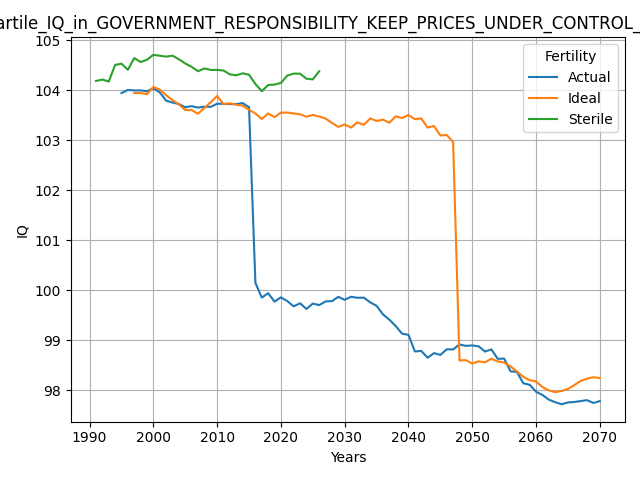 artile_IQ_in_GOVERNMENT_RESPONSIBILITY_KEEP_PRICES_UNDER_CONTROL_
105
104
103
102
101
100
99
98
IQ
Fertility
Actual
Ideal
Sterile
1990 2000 2010 2020 2030 2040 2050 2060 2070
Years